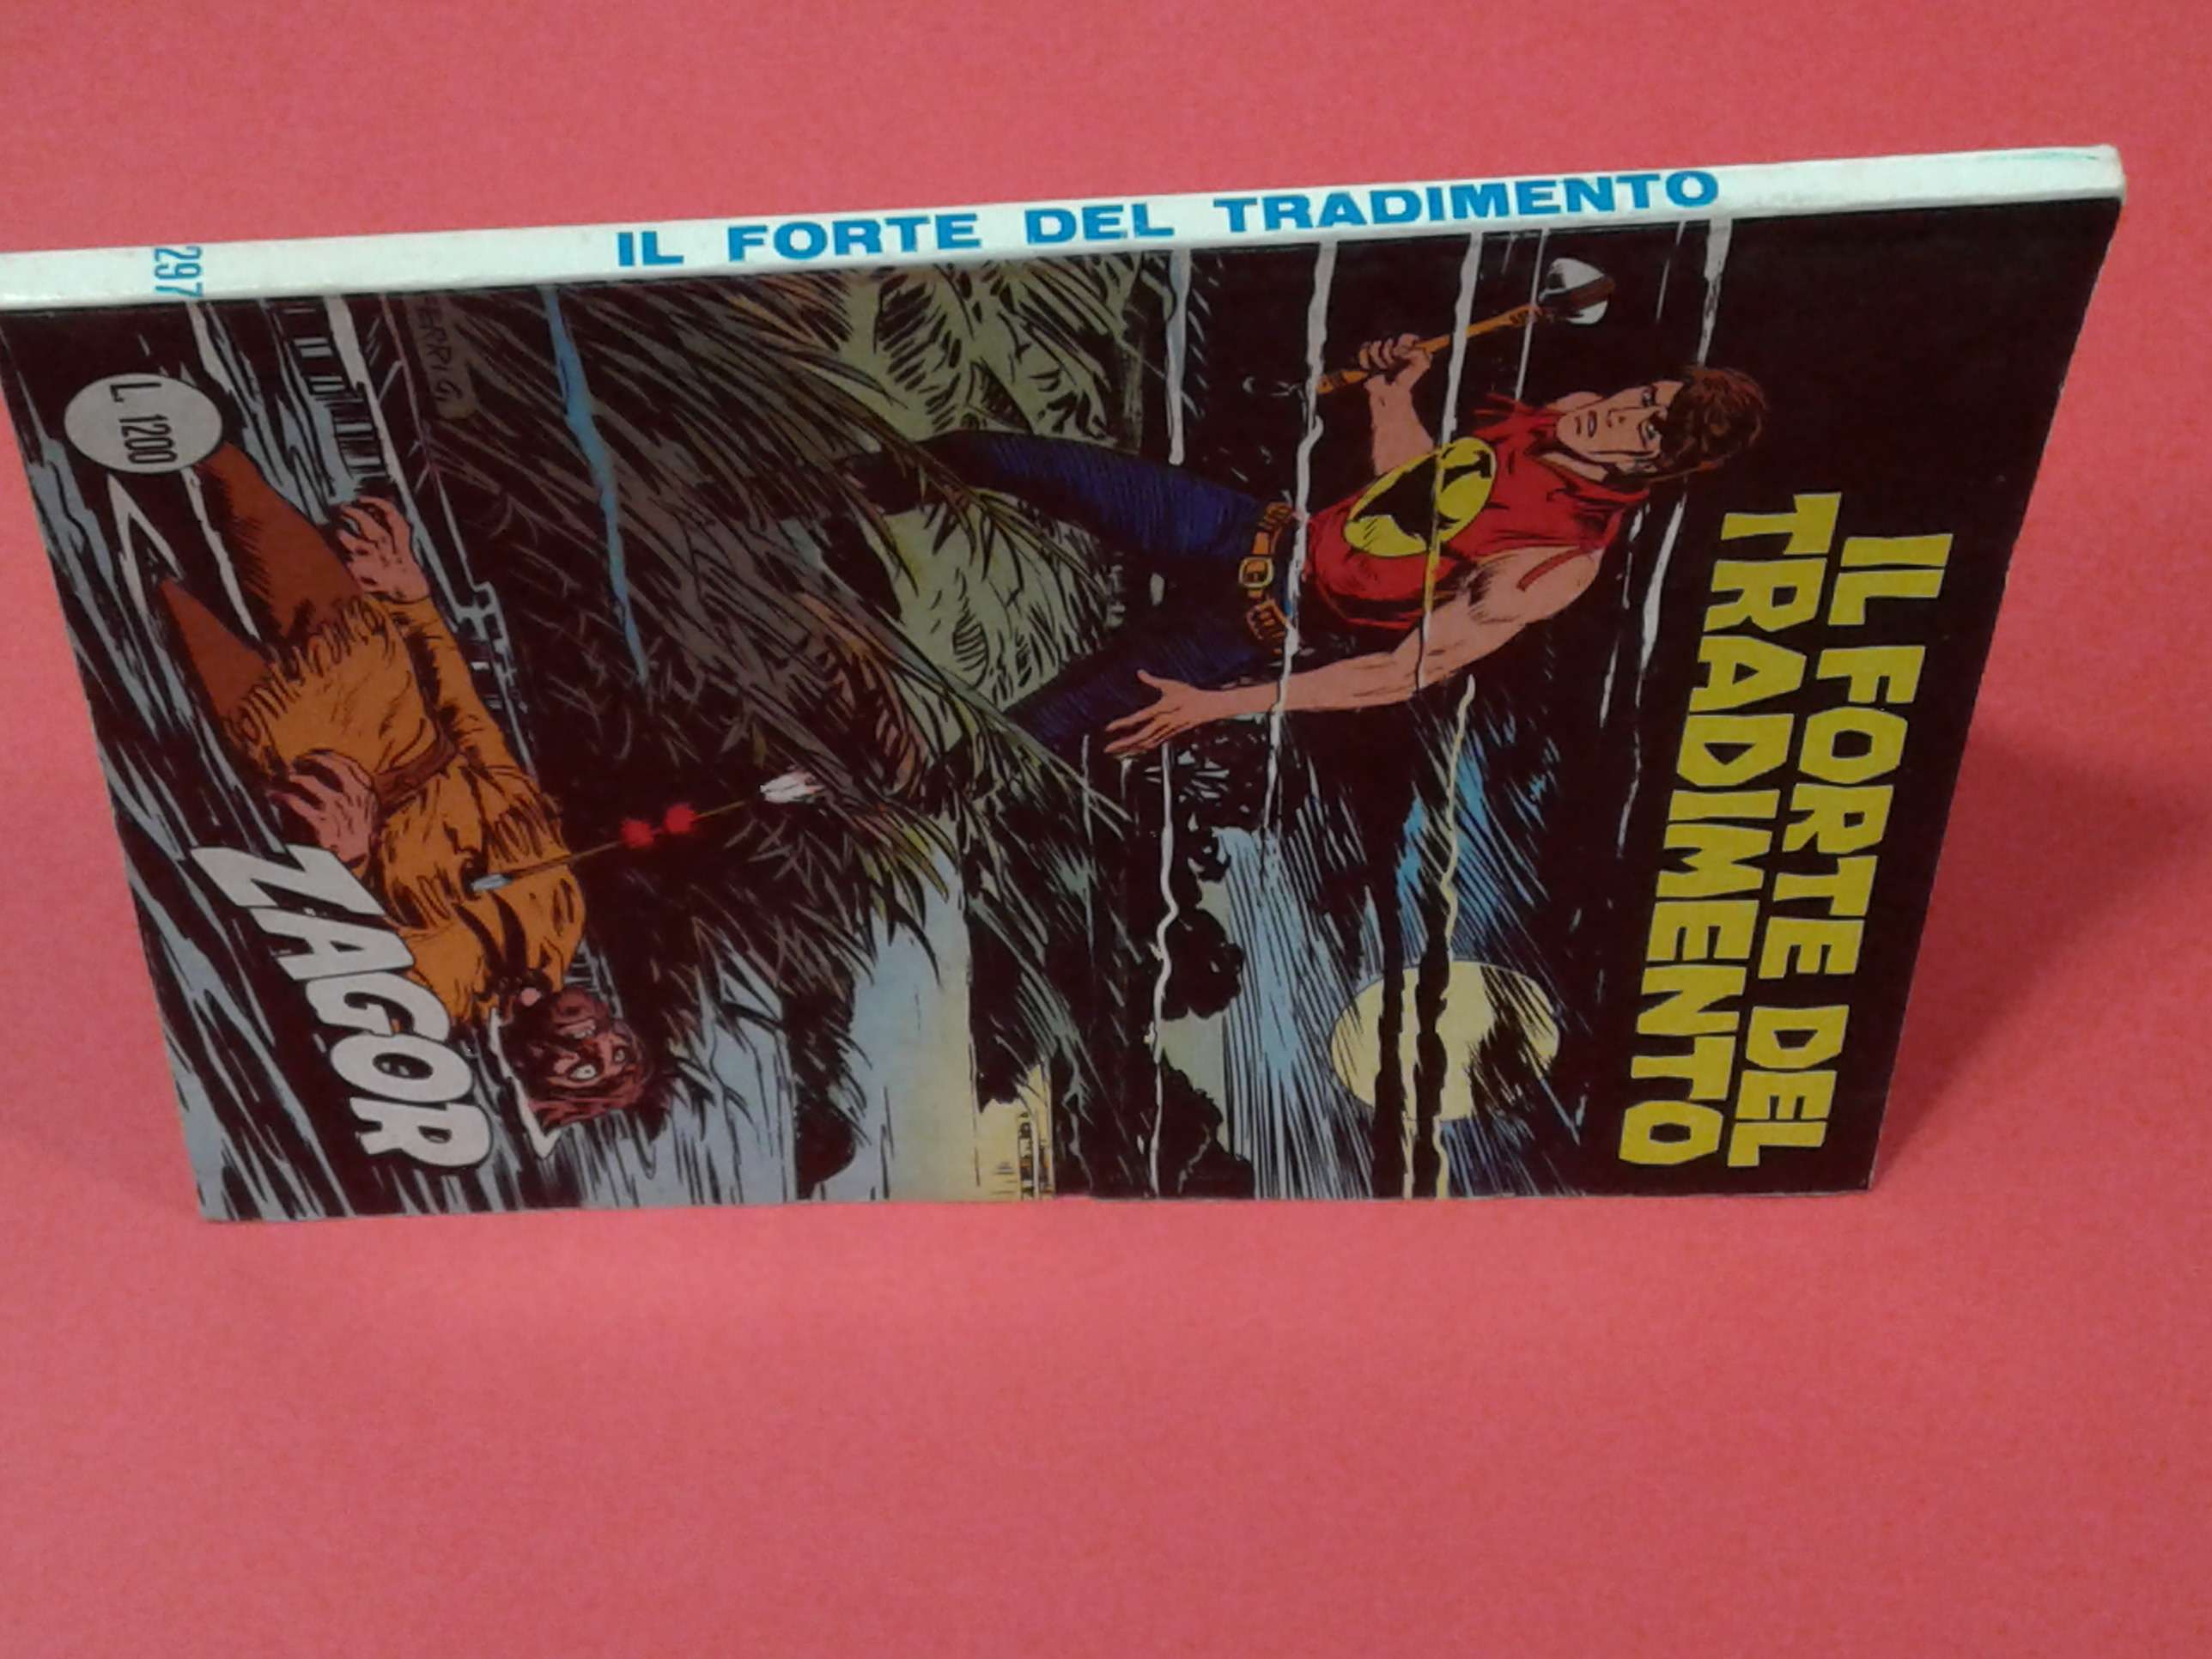 297
IL FORTE DEL TRADIMENTO
IL FORTE DEL
TRADIMENTO
L. 1200
ZAGOR